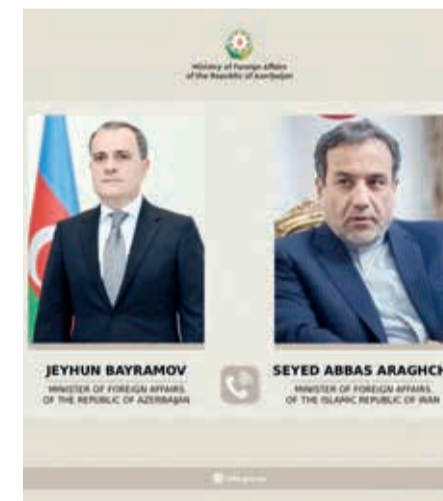 Ministry of Foreign Affairs
of the Republic of Azerbaijan
JEYHUN BAYRAMOV
MINISTER OF FOREIGN AFFAIRS
OF THE REPUBLIC OF AZERBAIJAN
SEYED ABBAS ARAGHCH
MINISTER OF FOREIGN AFFAIRS
OF THE ISLAMIC REPUBLIC OF IRAN